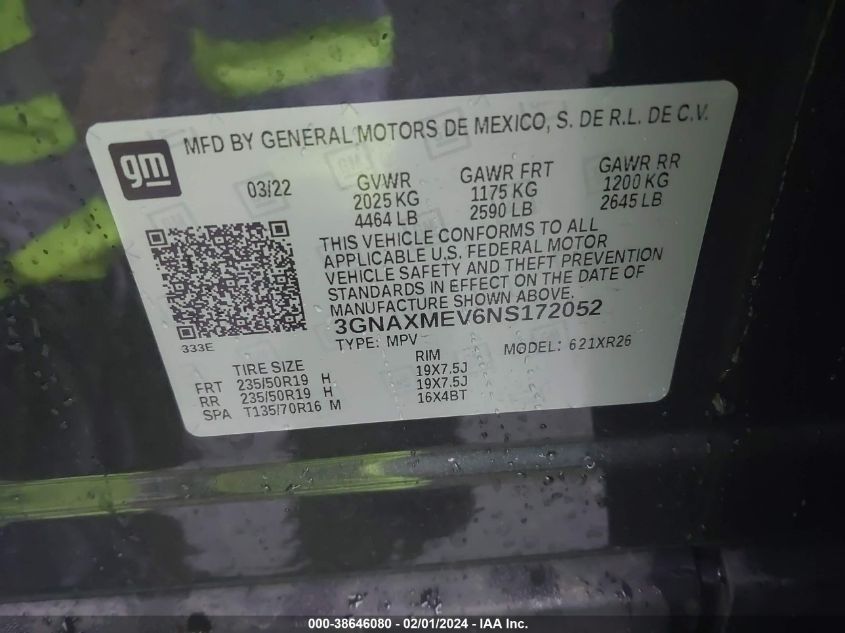 gm
MFD BY GENERAL MOTORS DE MEXICO, S. DE R.L. DE C.V.
03/22
GVWR
2025 KG
4464 LB
GAWR FRT
1175 KG
2590 LB
GAWR RR
1200 KG
2645 LB
THIS VEHICLE CONFORMS TO ALL
APPLICABLE U.S. FEDERAL MOTOR
VEHICLE SAFETY AND THEFT PREVENTION
STANDARDS IN EFFECT ON THE DATE OF
MANUFACTURE SHOWN ABOVE.
3GNAXMEV6NS172052
333E
TYPE: MPV
MODEL: 621XR26
TIRE SIZE RIM
FRT 235/50R19 H 19X7.5J
RR 235/50R19 H 19X7.5J
SPA T135/70R16 M 16X4BT
000-38646080 - 02/01/2024 - IAA Inc.